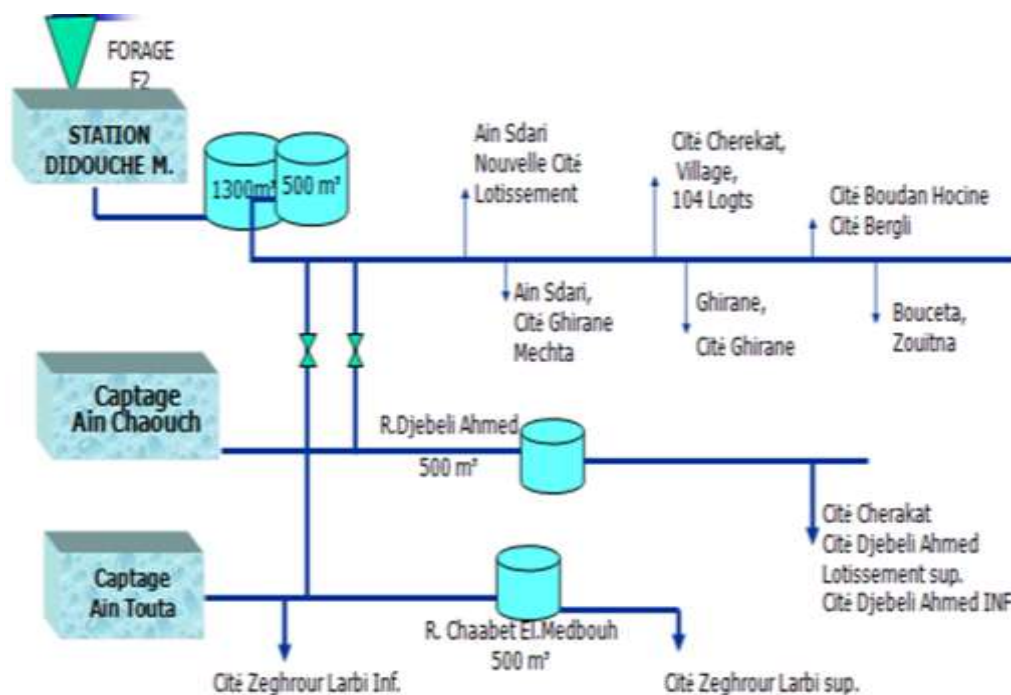 FORAGE
F2
STATION
DIDOUCHE M.
1300m³
500 m³
Ain Sdari
Nouvelle Cité
Lotissement
Cité Cherekat,
Village,
104 Logts
Cité Boudan Hocine
Cité Bergli
Ain Sdari,
Cité Ghirane
Mechta
Ghirane,
Cité Ghirane
Bouceta,
Zouitna
Captage
Ain Chaouch
R.Djebeli Ahmed
500 m³
Cité Cherakat
Cité Djebeli Ahmed
Lotissement sup.
Cité Djebeli Ahmed INF
Captage
Ain Touta
R. Chaabet El.Medbouh
500 m³
Cité Zeghrour Larbi Inf.
Cité Zeghrour Larbi sup.